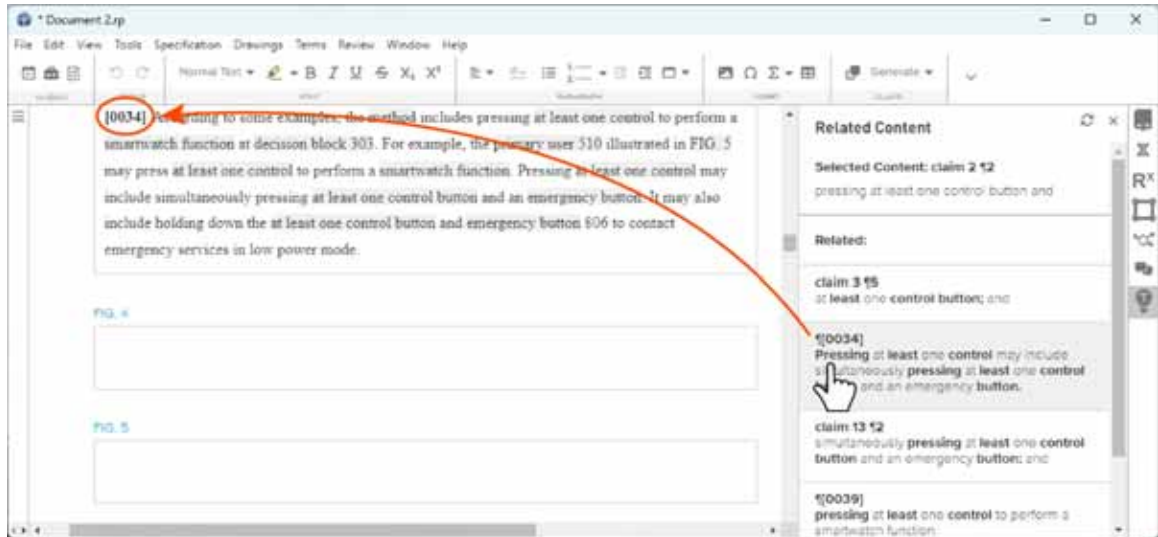 * Document 2.rp
File Edit View Tools Specification Drawings Terms Review Window Help
Normal Text B I U S X₁ X² Ω Σ Generate
[0034] According to some examples, the method includes pressing at least one control to perform a
smartwatch function at decision block 303. For example, the primary user 510 illustrated in FIG. 5
may press at least one control to perform a smartwatch function. Pressing at least one control may
include simultaneously pressing at least one control button and an emergency button. It may also
include holding down the at least one control button and emergency button 806 to contact
emergency services in low power mode.
FIG. 4
FIG. 5
Related Content
Selected Content: claim 2 ¶2
pressing at least one control button and
Related:
claim 3 ¶5
at least one control button; and
¶[0034]
Pressing at least one control may include
simultaneously pressing at least one control
and an emergency button.
claim 13 ¶2
simultaneously pressing at least one control
button and an emergency button; and
¶[0039]
pressing at least one control to perform a
smartwatch function
Rx